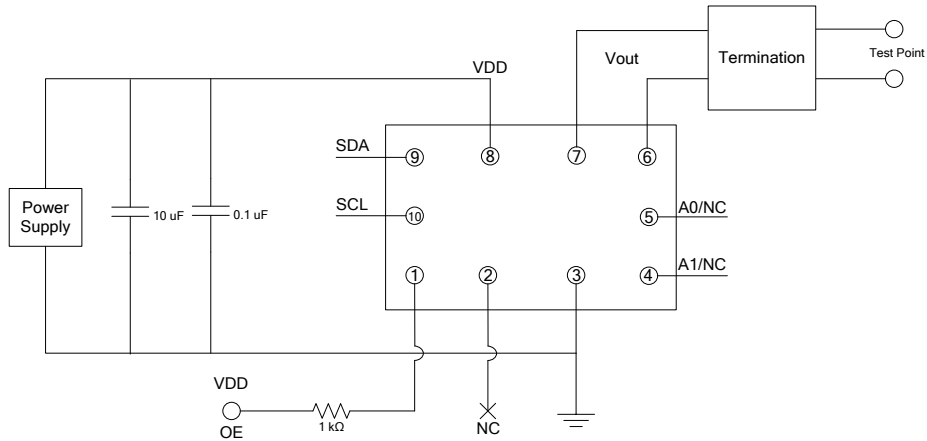 Vout
Termination
Test Point
VDD
SDA
9
8
7
6
Power
Supply
10 uF
0.1 uF
SCL
10
5
A0/NC
1
2
3
4
A1/NC
VDD
OE
1 kΩ
NC